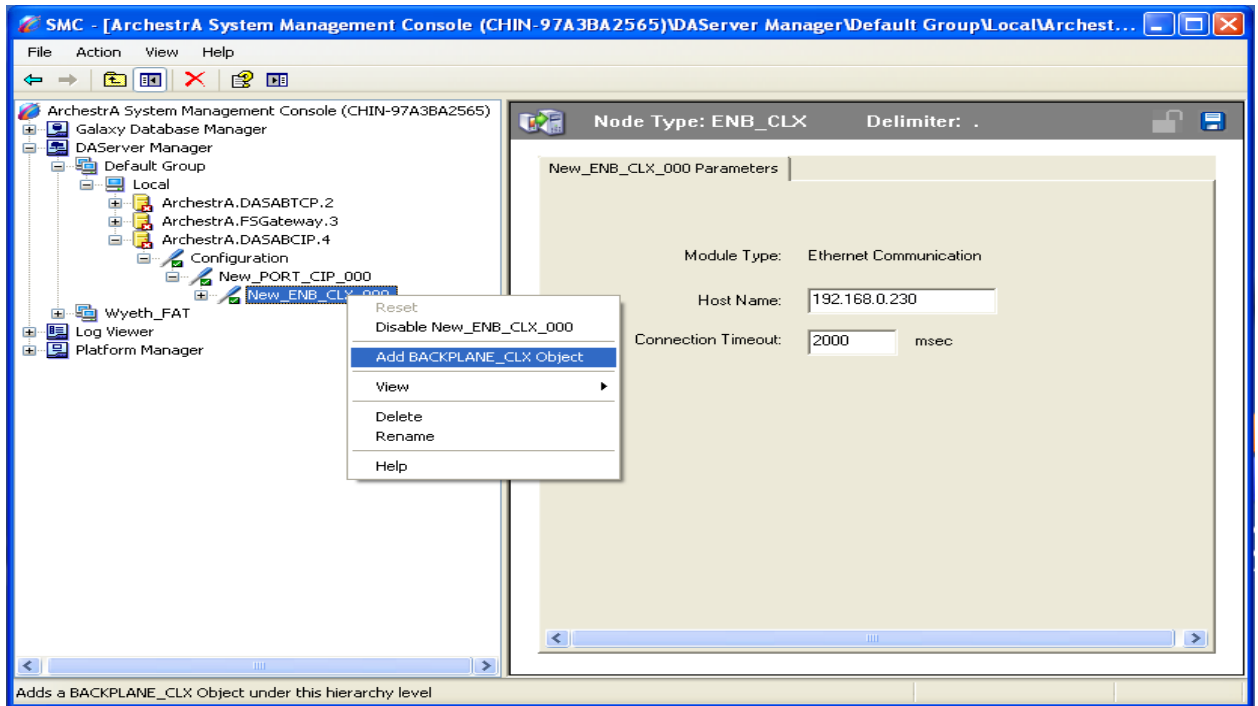 SMC - [ArchestrA System Management Console (CHIN-97A3BA2565)\DAServer Manager\Default Group\Local\Archest...
File Action View Help
ArchestrA System Management Console (CHIN-97A3BA2565)
Galaxy Database Manager
DAServer Manager
Default Group
Local
ArchestrA.DASABTCP.2
ArchestrA.FSGateway.3
ArchestrA.DASABCIP.4
Configuration
New_PORT_CIP_000
New_ENB_CLX_000
Wyeth_FAT
Log Viewer
Platform Manager
Reset
Disable New_ENB_CLX_000
Add BACKPLANE_CLX Object
View
Delete
Rename
Help
Node Type: ENB_CLX Delimiter: .
New_ENB_CLX_000 Parameters
Module Type: Ethernet Communication
Host Name: 192.168.0.230
Connection Timeout: 2000 msec
Adds a BACKPLANE_CLX Object under this hierarchy level